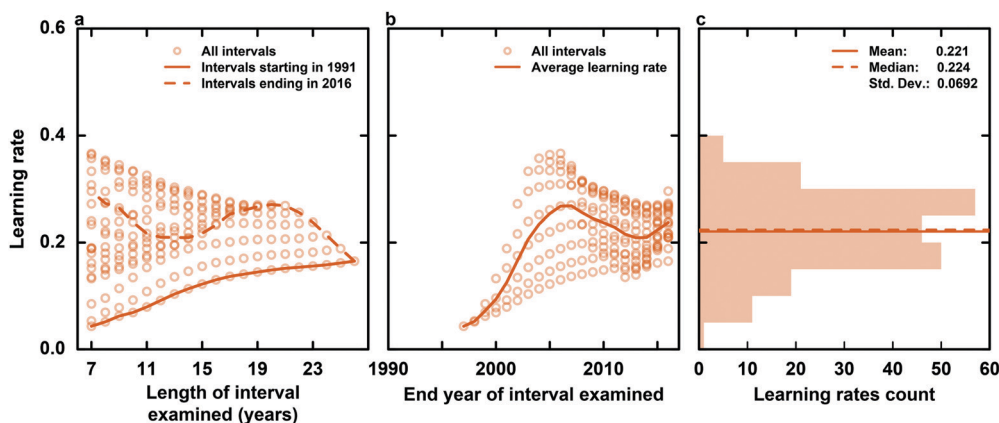 a
0.6
0.4
0.2
0.0
Learning rate
All intervals
Intervals starting in 1991
Intervals ending in 2016
7 11 15 19 23
Length of interval
examined (years)
b
All intervals
Average learning rate
1990 2000 2010
End year of interval examined
c
Mean: 0.221
Median: 0.224
Std. Dev.: 0.0692
0 10 20 30 40 50 60
Learning rates count